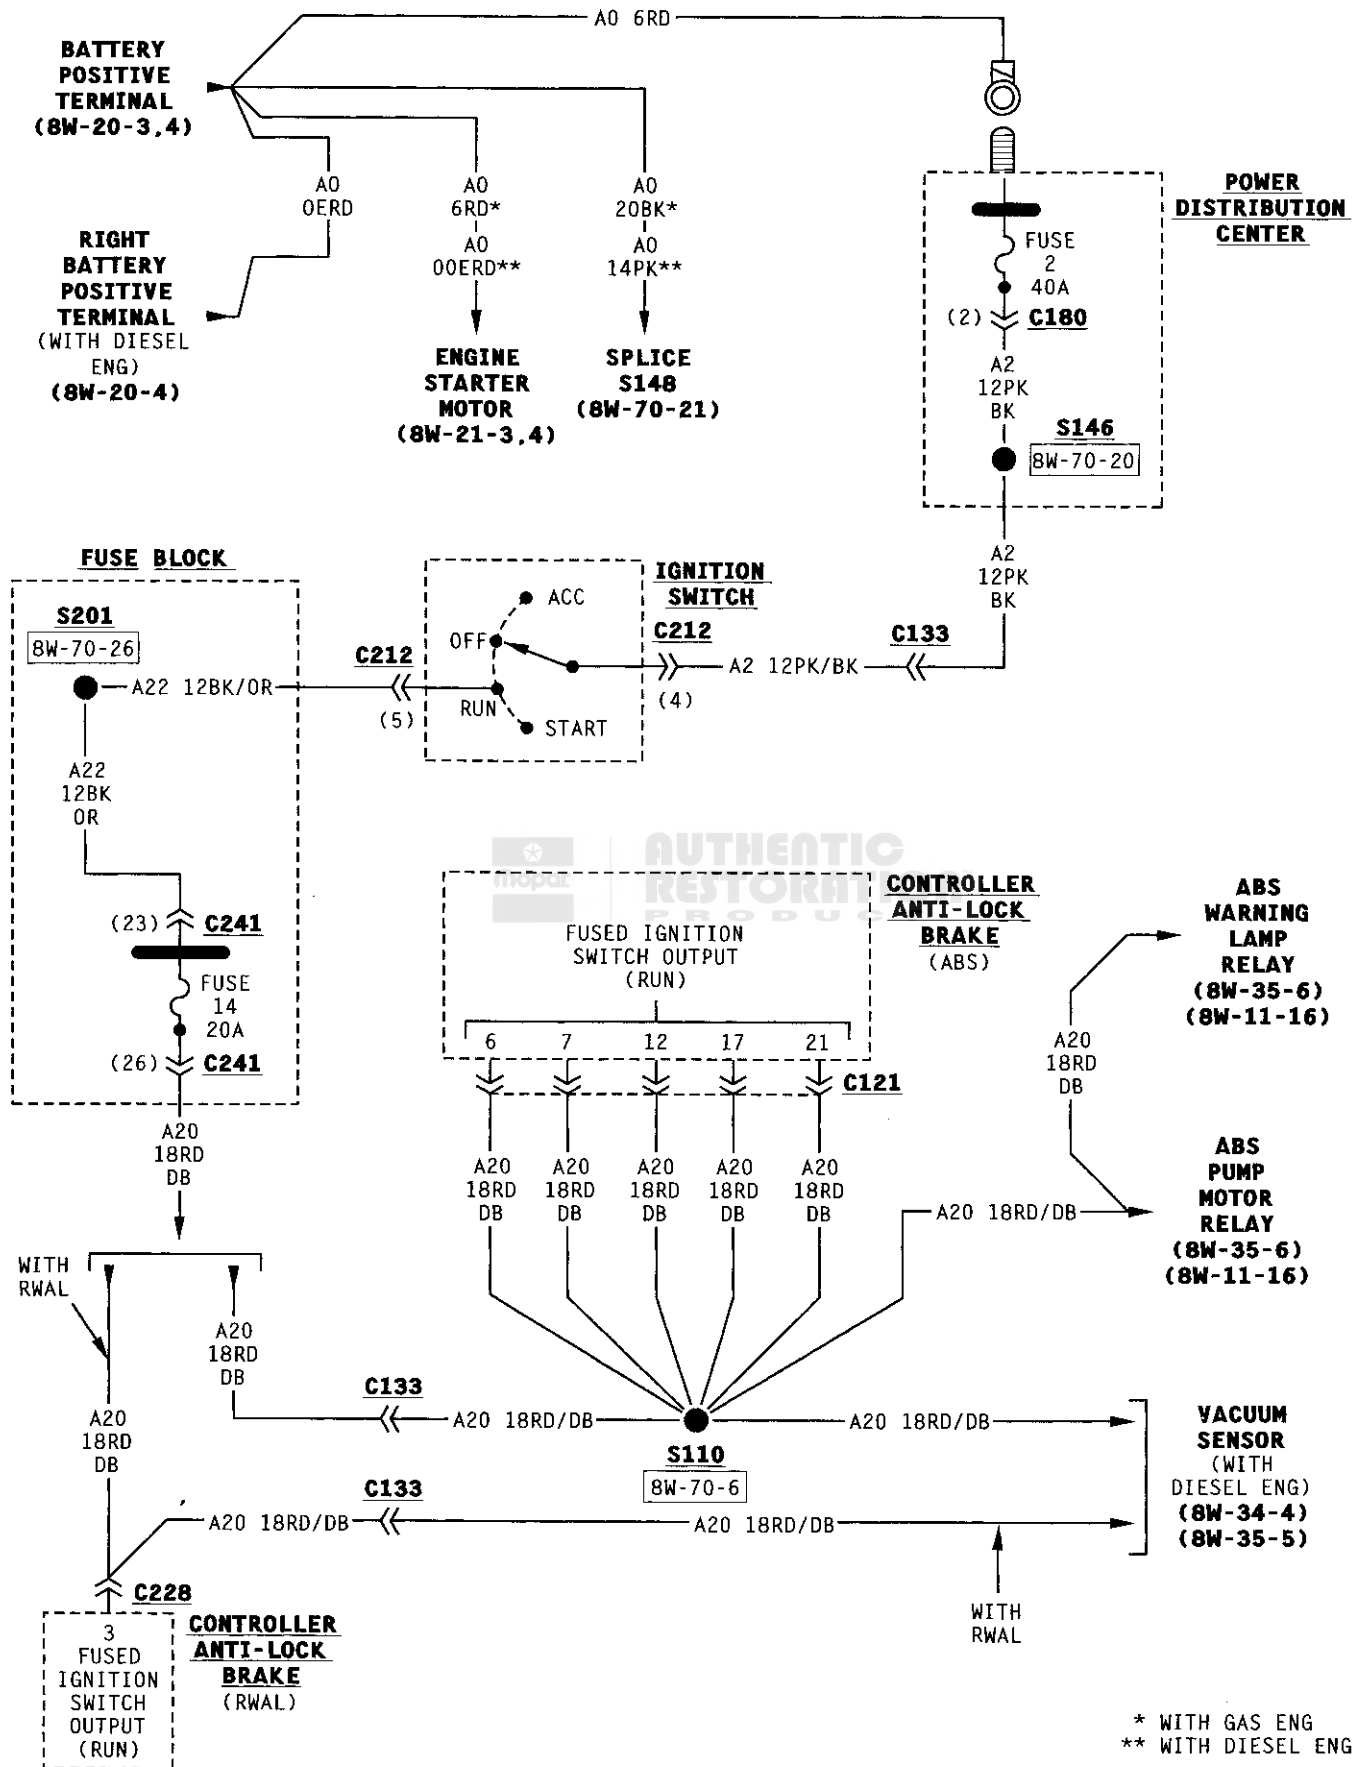 A0 6RD
BATTERY
POSITIVE
TERMINAL
(8W-20-3,4)
A0
0ERD
A0
6RD*
A0
00ERD**
A0
20BK*
A0
14PK**
RIGHT
BATTERY
POSITIVE
TERMINAL
(WITH DIESEL
ENG)
(8W-20-4)
ENGINE
STARTER
MOTOR
(8W-21-3,4)
SPLICE
S148
(8W-70-21)
POWER
DISTRIBUTION
CENTER
FUSE
2
40A
(2) C180
A2
12PK
BK
S146
8W-70-20
A2
12PK
BK
FUSE BLOCK
S201
8W-70-26
A22 12BK/OR
C212
(5)
IGNITION
SWITCH
ACC
OFF
RUN
START
C212
(4)
A2 12PK/BK
C133
A22
12BK
OR
(23) C241
FUSE
14
20A
(26) C241
A20
18RD
DB
Mopar
AUTHENTIC
RESTORATION
PRODUC
CONTROLLER
ANTI-LOCK
BRAKE
(ABS)
FUSED IGNITION
SWITCH OUTPUT
(RUN)
6 7 12 17 21
C121
A20 A20 A20 A20 A20
18RD 18RD 18RD 18RD 18RD
DB DB DB DB DB
ABS
WARNING
LAMP
RELAY
(8W-35-6)
(8W-11-16)
A20
18RD
DB
ABS
PUMP
MOTOR
RELAY
(8W-35-6)
(8W-11-16)
A20 18RD/DB
WITH
RWAL
A20
18RD
DB
A20
18RD
DB
C133
A20 18RD/DB
S110
8W-70-6
A20 18RD/DB
C133
A20 18RD/DB
A20 18RD/DB
VACUUM
SENSOR
(WITH
DIESEL ENG)
(8W-34-4)
(8W-35-5)
WITH
RWAL
C228
CONTROLLER
ANTI-LOCK
BRAKE
(RWAL)
3
FUSED
IGNITION
SWITCH
OUTPUT
(RUN)
* WITH GAS ENG
** WITH DIESEL ENG